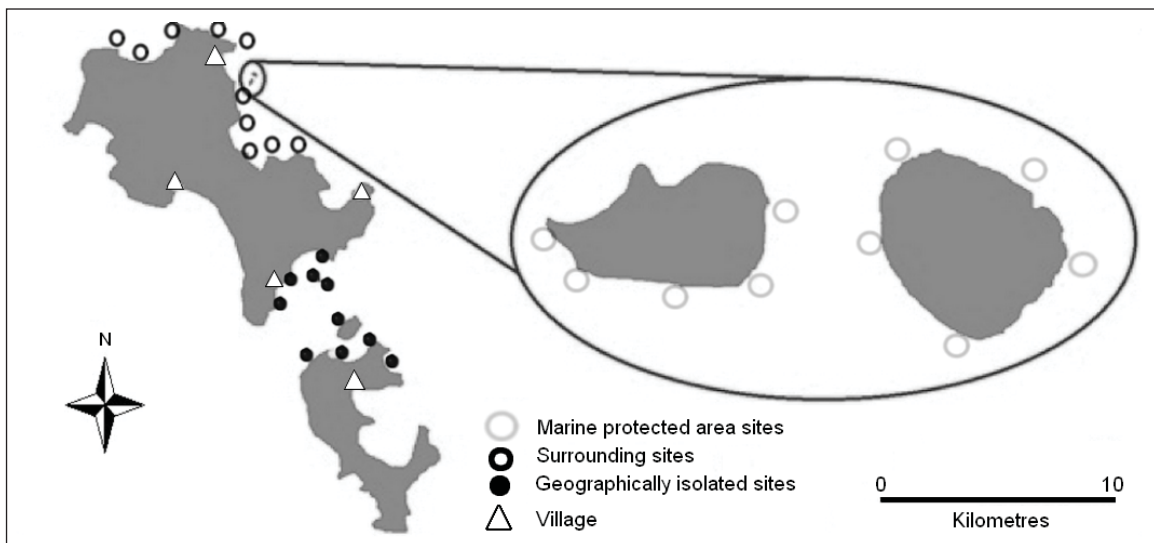 N
Marine protected area sites
Surrounding sites
Geographically isolated sites
Village
0 10
Kilometres